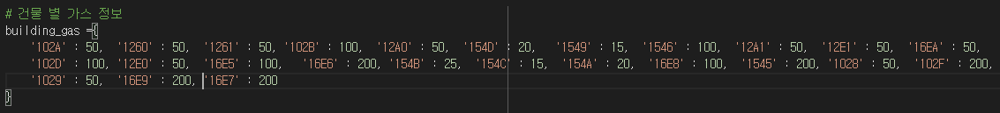 # 건물 별 가스 정보
building_gas ={
    '102A' : 50,  '1260' : 50,  '1261' : 50, '102B' : 100,  '12A0' : 50,  '154D' : 20,   '1549' : 15,  '1546' : 100,  '12A1' : 50,  '12E1' : 50,  '16EA' : 50,
    '102D' : 100, '12E0' : 50,  '16E5' : 100,   '16E6' : 200, '154B' : 25,  '154C' : 15,  '154A' : 20,  '16E8' : 100,  '1545' : 200, '1028' : 50,  '102F' : 200,
    '1029' : 50,  '16E9' : 200, '16E7' : 200
}